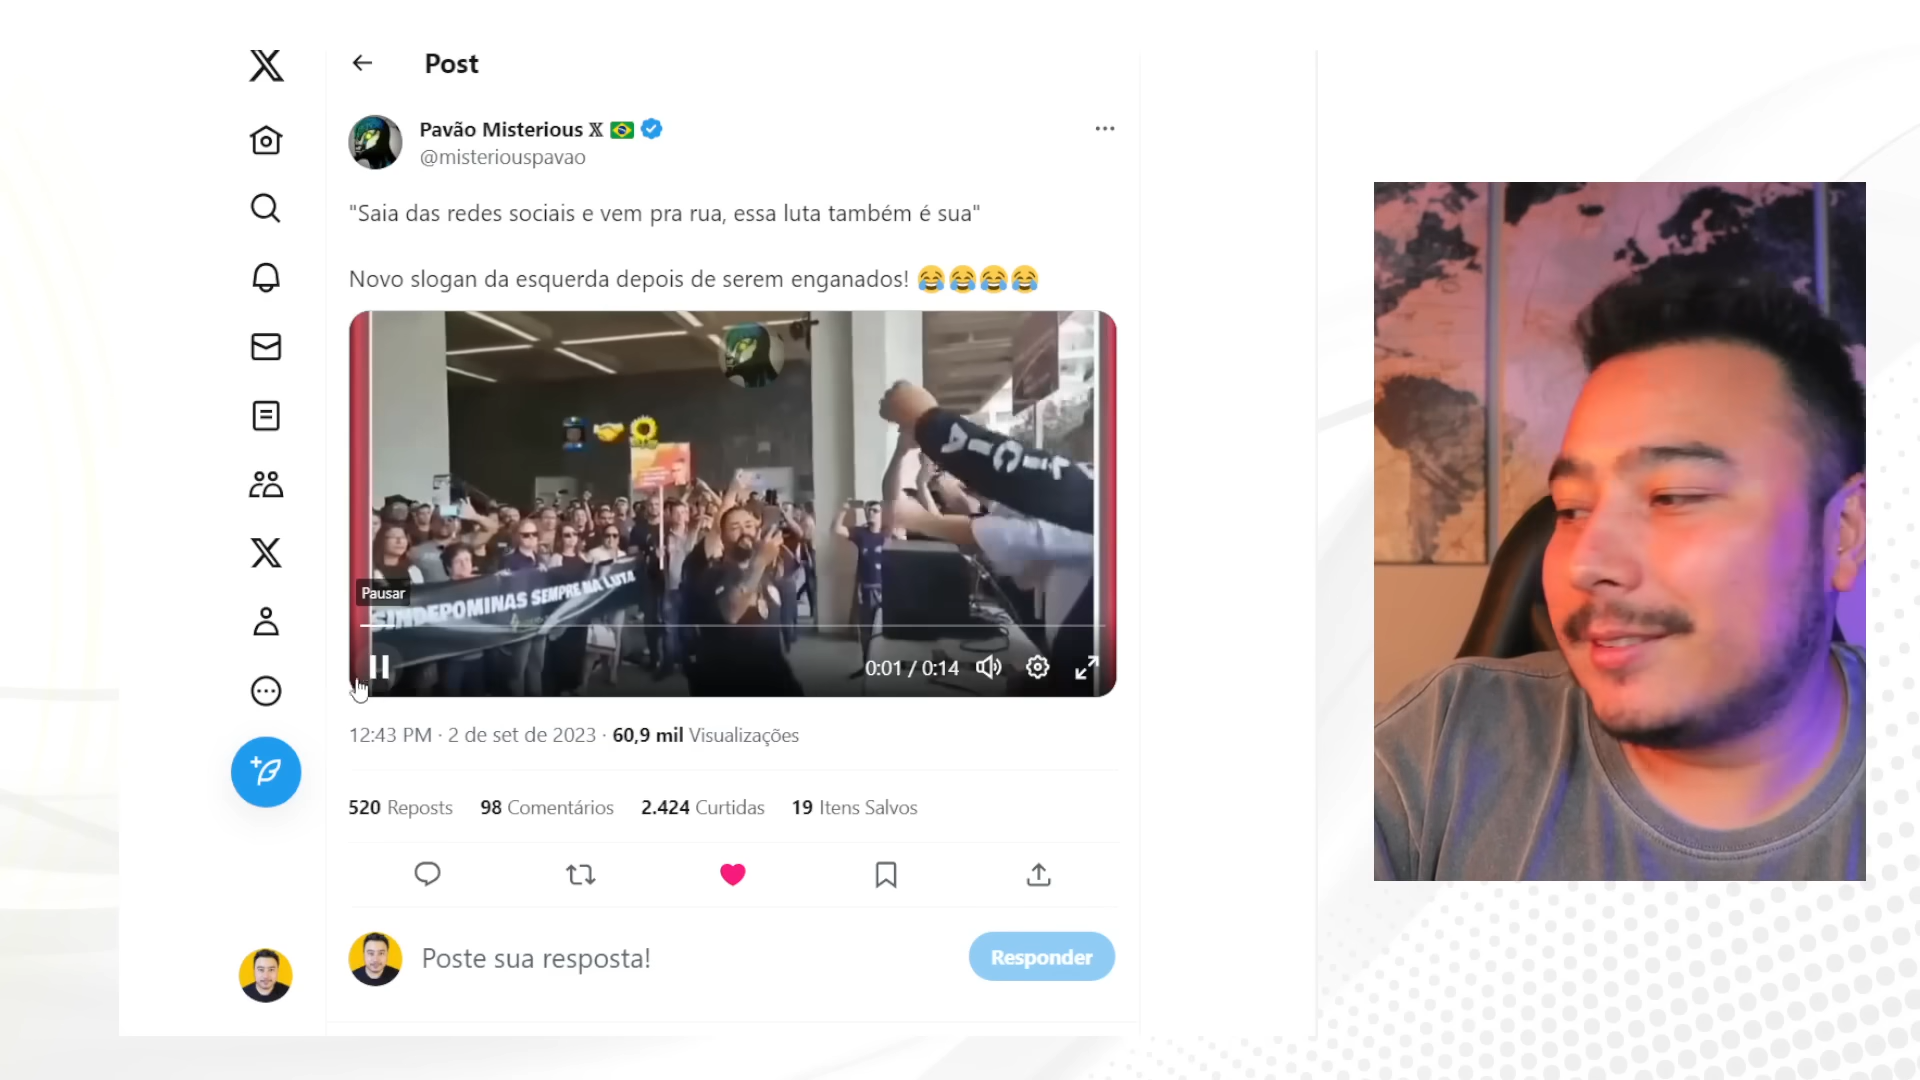 Post
Pavão Misterious X
@misteriouspavao
"Saia das redes sociais e vem pra rua, essa luta também é sua"
Novo slogan da esquerda depois de serem enganados! 😂😂😂😂
SINDEPOMINAS SEMPRE NA LUTA
Pausar
0:01 / 0:14
12:43 PM · 2 de set de 2023 · 60,9 mil Visualizações
520 Reposts 98 Comentários 2.424 Curtidas 19 Itens Salvos
Poste sua resposta!
Responder